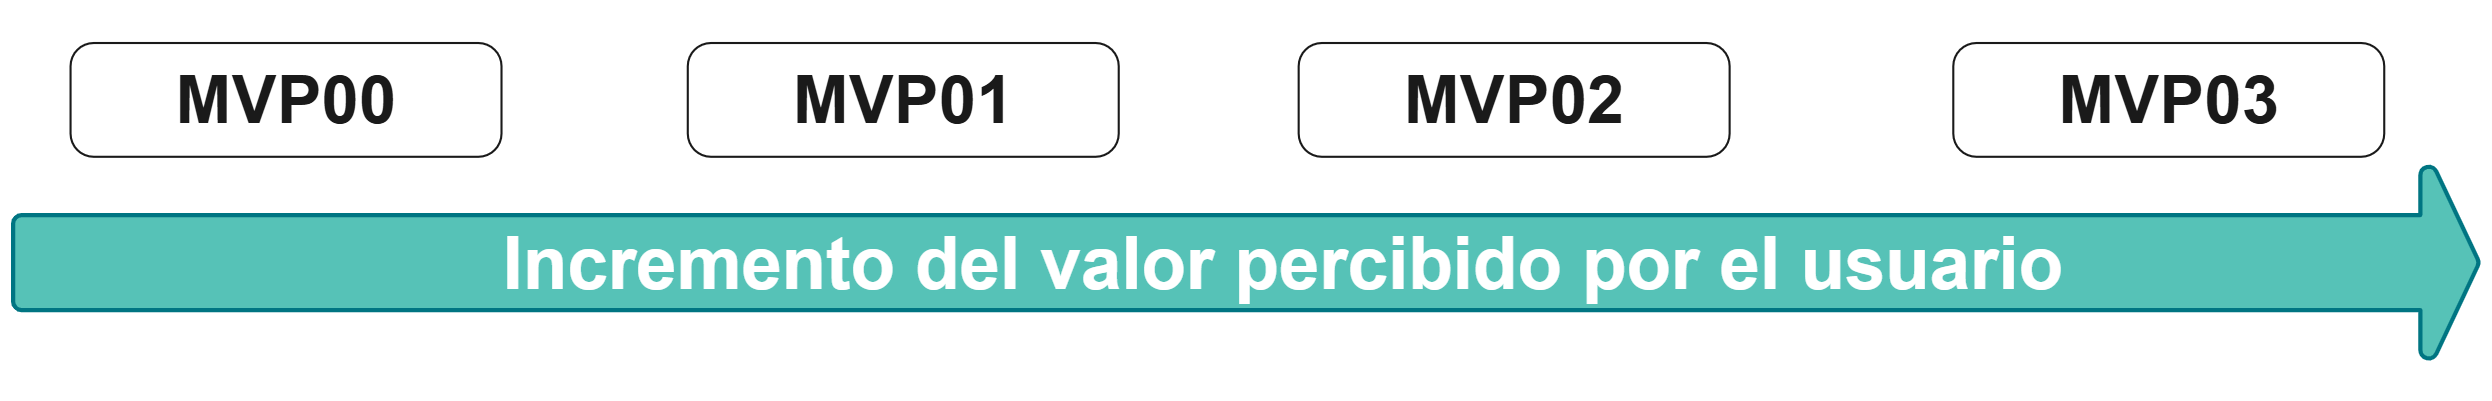 MVP00 MVP01 MVP02 MVP03
Incremento del valor percibido por el usuario